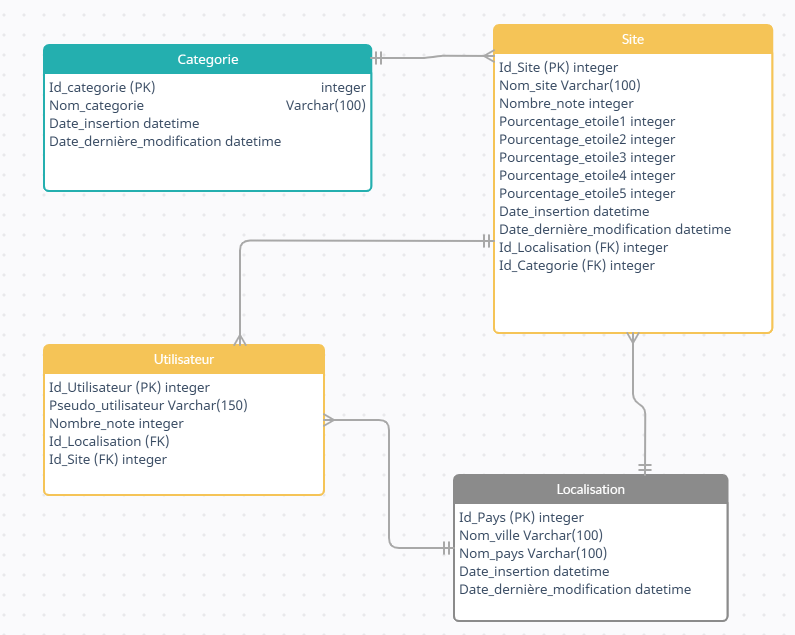 Categorie
Id_categorie (PK) integer
Nom_categorie Varchar(100)
Date_insertion datetime
Date_dernière_modification datetime
Site
Id_Site (PK) integer
Nom_site Varchar(100)
Nombre_note integer
Pourcentage_etoile1 integer
Pourcentage_etoile2 integer
Pourcentage_etoile3 integer
Pourcentage_etoile4 integer
Pourcentage_etoile5 integer
Date_insertion datetime
Date_dernière_modification datetime
Id_Localisation (FK) integer
Id_Categorie (FK) integer
Utilisateur
Id_Utilisateur (PK) integer
Pseudo_utilisateur Varchar(150)
Nombre_note integer
Id_Localisation (FK)
Id_Site (FK) integer
Localisation
Id_Pays (PK) integer
Nom_ville Varchar(100)
Nom_pays Varchar(100)
Date_insertion datetime
Date_dernière_modification datetime